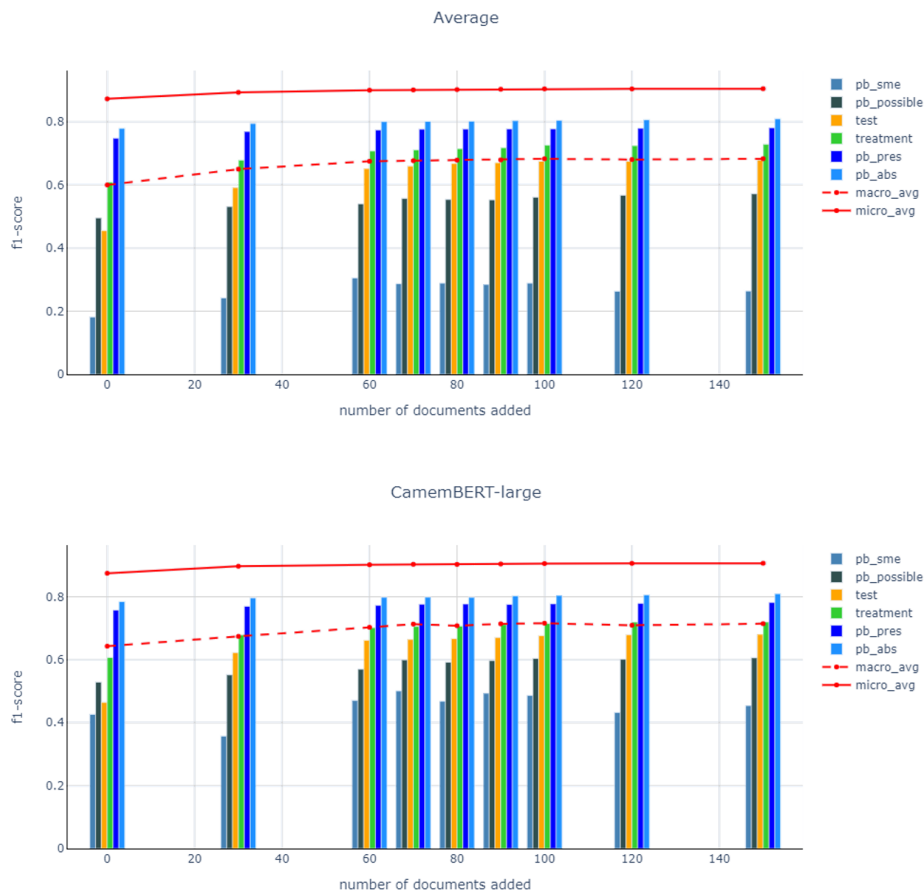 Average
f1-score
0.8
0.6
0.4
0.2
0
0
20
40
60
80
100
120
140
number of documents added
pb_sme
pb_possible
test
treatment
pb_pres
pb_abs
macro_avg
micro_avg
CamemBERT-large
f1-score
0.8
0.6
0.4
0.2
0
0
20
40
60
80
100
120
140
number of documents added
pb_sme
pb_possible
test
treatment
pb_pres
pb_abs
macro_avg
micro_avg